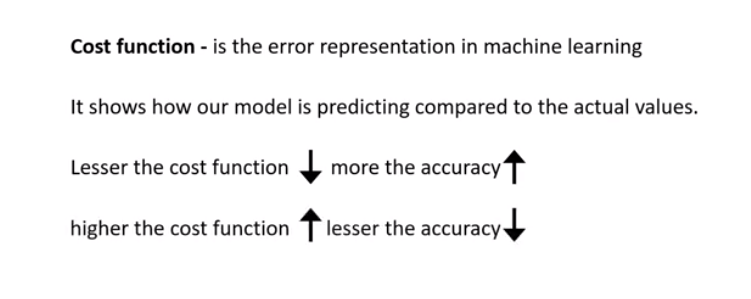 Cost function - is the error representation in machine learning
It shows how our model is predicting compared to the actual values.
Lesser the cost function ↓ more the accuracy ↑
higher the cost function ↑ lesser the accuracy ↓